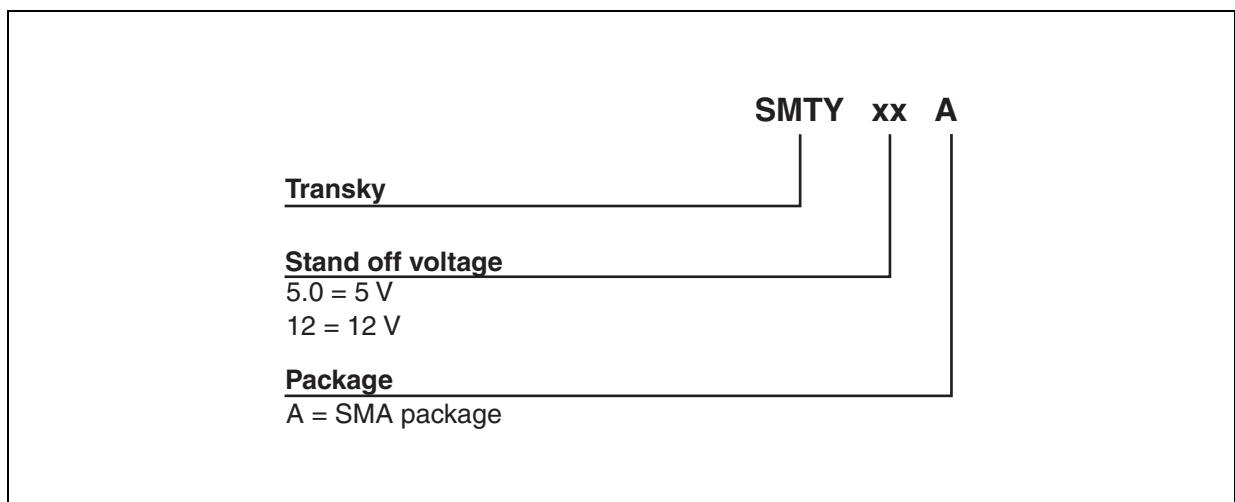 SMTY xx A
Transky
Stand off voltage
5.0 = 5 V
12 = 12 V
Package
A = SMA package